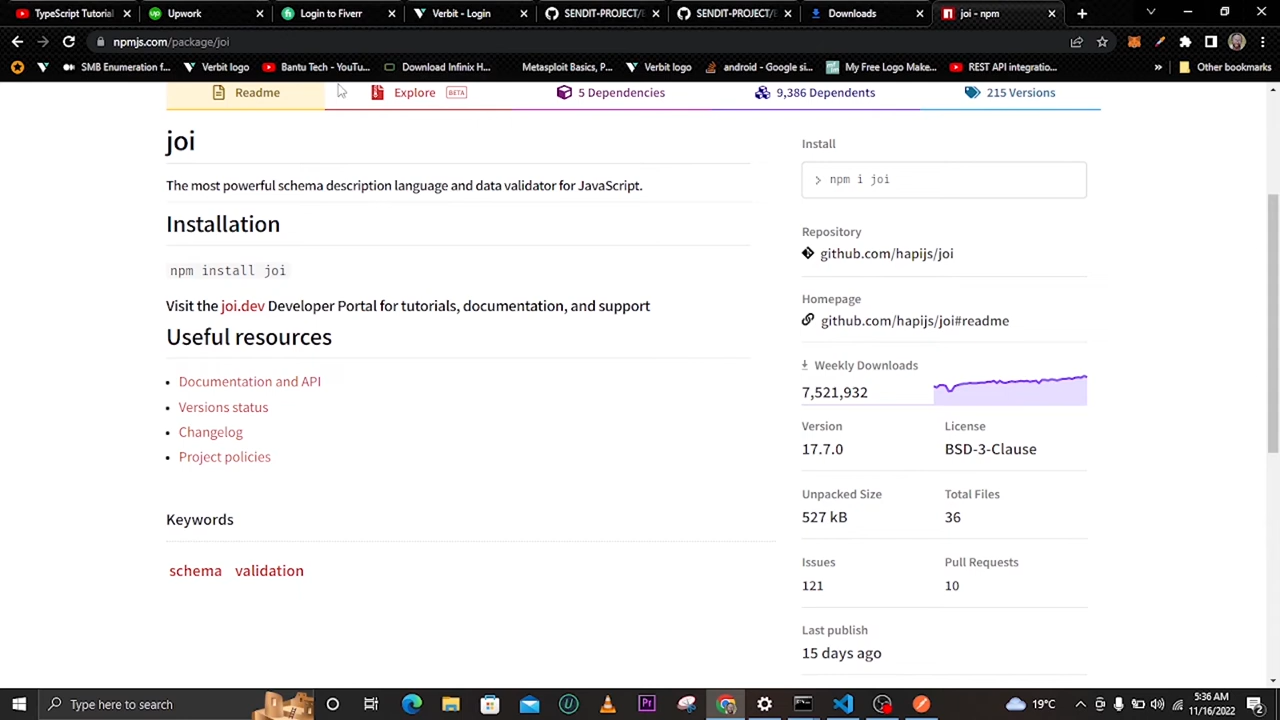 TypeScript Tutorial
Upwork
Login to Fiverr
Verbit - Login
SENDIT-PROJECT/
SENDIT-PROJECT/
Downloads
joi - npm
npmjs.com/package/joi
SMB Enumeration f...
Verbit logo
Bantu Tech - YouTu...
Download Infinix H...
Metasploit Basics, P...
Verbit logo
android - Google si...
My Free Logo Make...
REST API integratio...
»
Other bookmarks
Readme
Explore BETA
5 Dependencies
9,386 Dependents
215 Versions
joi
The most powerful schema description language and data validator for JavaScript.
Installation
npm install joi
Visit the joi.dev Developer Portal for tutorials, documentation, and support
Useful resources
• Documentation and API
• Versions status
• Changelog
• Project policies
Keywords
schema validation
Install
> npm i joi
Repository
github.com/hapijs/joi
Homepage
github.com/hapijs/joi#readme
Weekly Downloads
7,521,932
Version
License
17.7.0
BSD-3-Clause
Unpacked Size
Total Files
527 kB
36
Issues
Pull Requests
121
10
Last publish
15 days ago
Type here to search
19°C
5:36 AM
11/16/2022